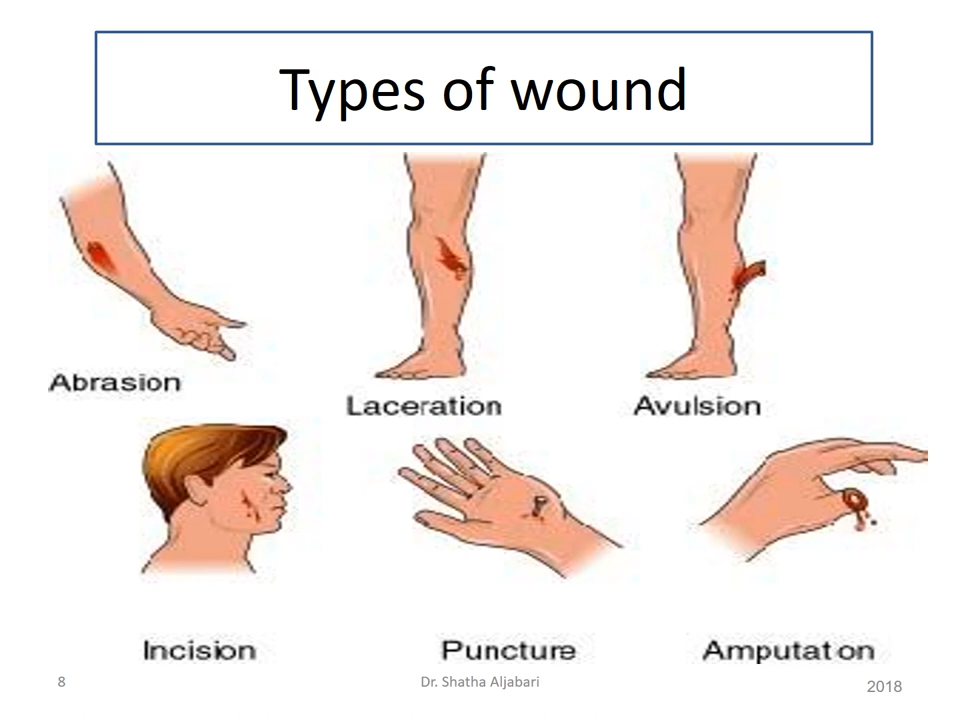 Types of wound
Abrasion
Laceration
Avulsion
Incision
Puncture
Amputat on
8
Dr. Shatha Aljabari
2018